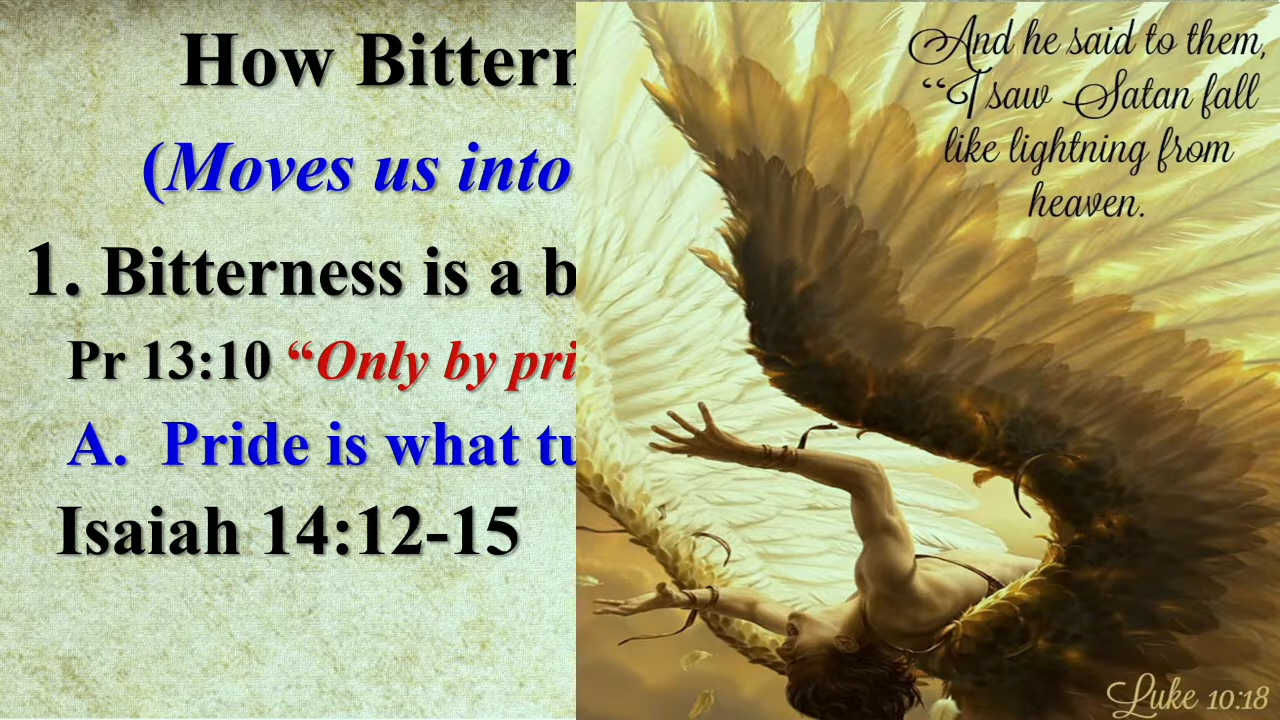 How Bittern
(Moves us into
1. Bitterness is a b
Pr 13:10 “Only by pri
A. Pride is what tu
Isaiah 14:12-15
And he said to them,
“I saw Satan fall
like lightning from
heaven.
Luke 10:18